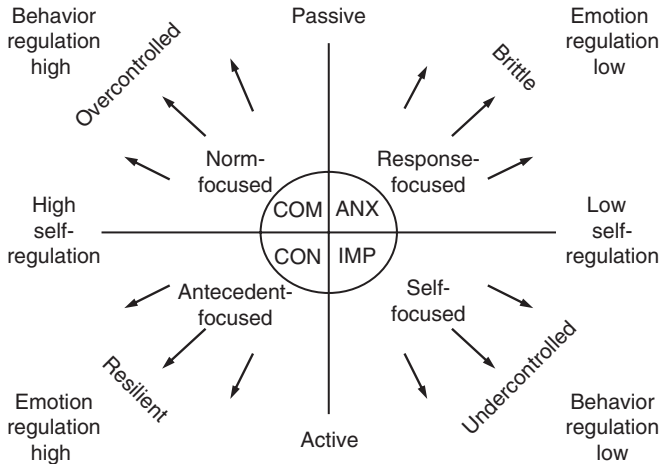 Behavior
regulation
high
Passive
Emotion
regulation
low
Overcontrolled
Brittle
Norm-
focused
Response-
focused
High
self-
regulation
COM
ANX
CON
IMP
Low
self-
regulation
Antecedent-
focused
Self-
focused
Resilient
Undercontrolled
Emotion
regulation
high
Active
Behavior
regulation
low